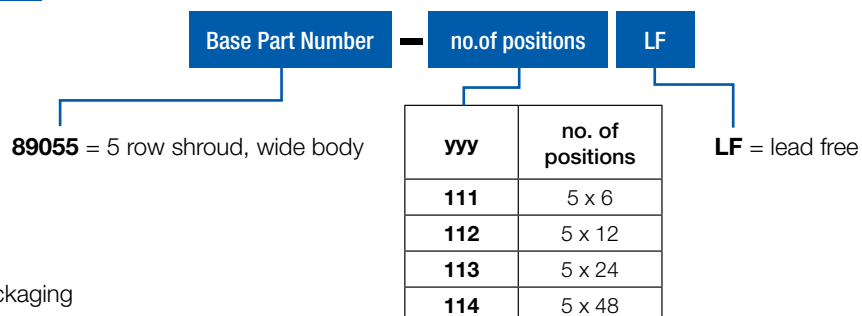 Base Part Number – no.of positions LF
89055 = 5 row shroud, wide body
yyy no. of positions
111 5 x 6
112 5 x 12
113 5 x 24
114 5 x 48
LF = lead free
ckaging